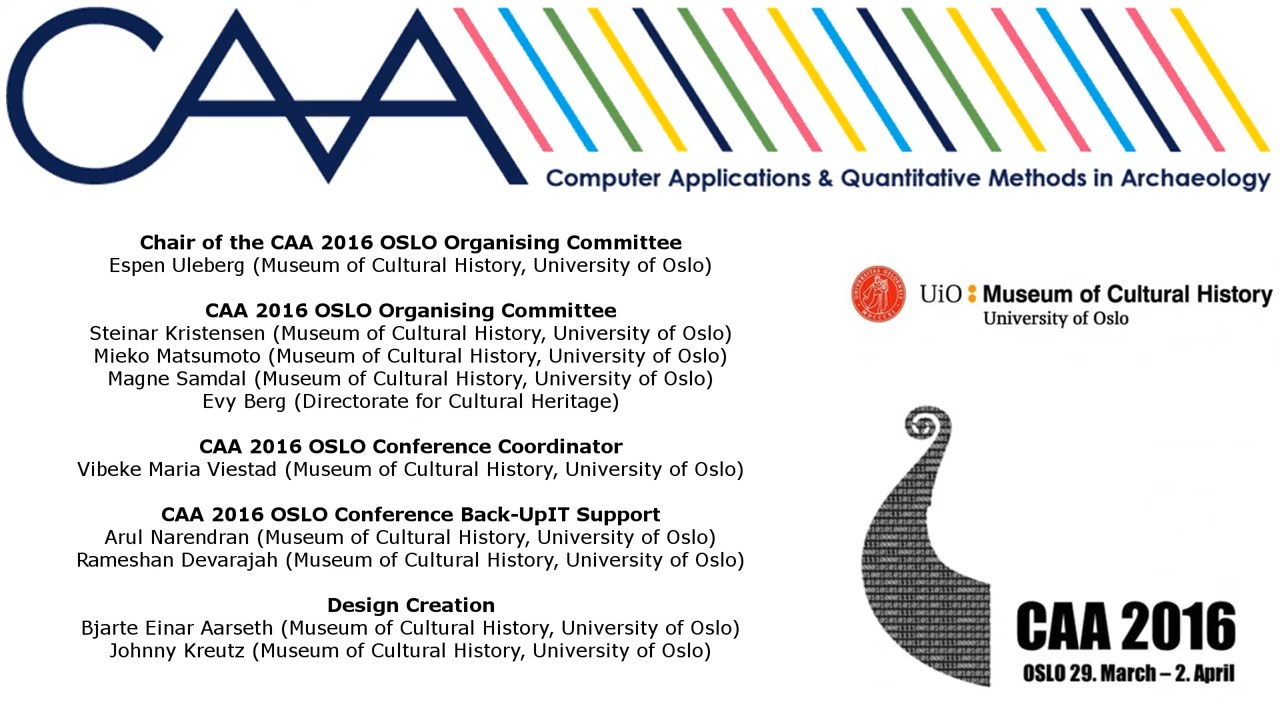 CAA
Computer Applications & Quantitative Methods in Archaeology
Chair of the CAA 2016 OSLO Organising Committee
Espen Uleberg (Museum of Cultural History, University of Oslo)
CAA 2016 OSLO Organising Committee
Steinar Kristensen (Museum of Cultural History, University of Oslo)
Mieko Matsumoto (Museum of Cultural History, University of Oslo)
Magne Samdal (Museum of Cultural History, University of Oslo)
Evy Berg (Directorate for Cultural Heritage)
CAA 2016 OSLO Conference Coordinator
Vibeke Maria Viestad (Museum of Cultural History, University of Oslo)
CAA 2016 OSLO Conference Back-UpIT Support
Arul Narendran (Museum of Cultural History, University of Oslo)
Rameshan Devarajah (Museum of Cultural History, University of Oslo)
Design Creation
Bjarte Einar Aarseth (Museum of Cultural History, University of Oslo)
Johnny Kreutz (Museum of Cultural History, University of Oslo)
UiO : Museum of Cultural History
University of Oslo
CAA 2016
OSLO 29. March – 2. April